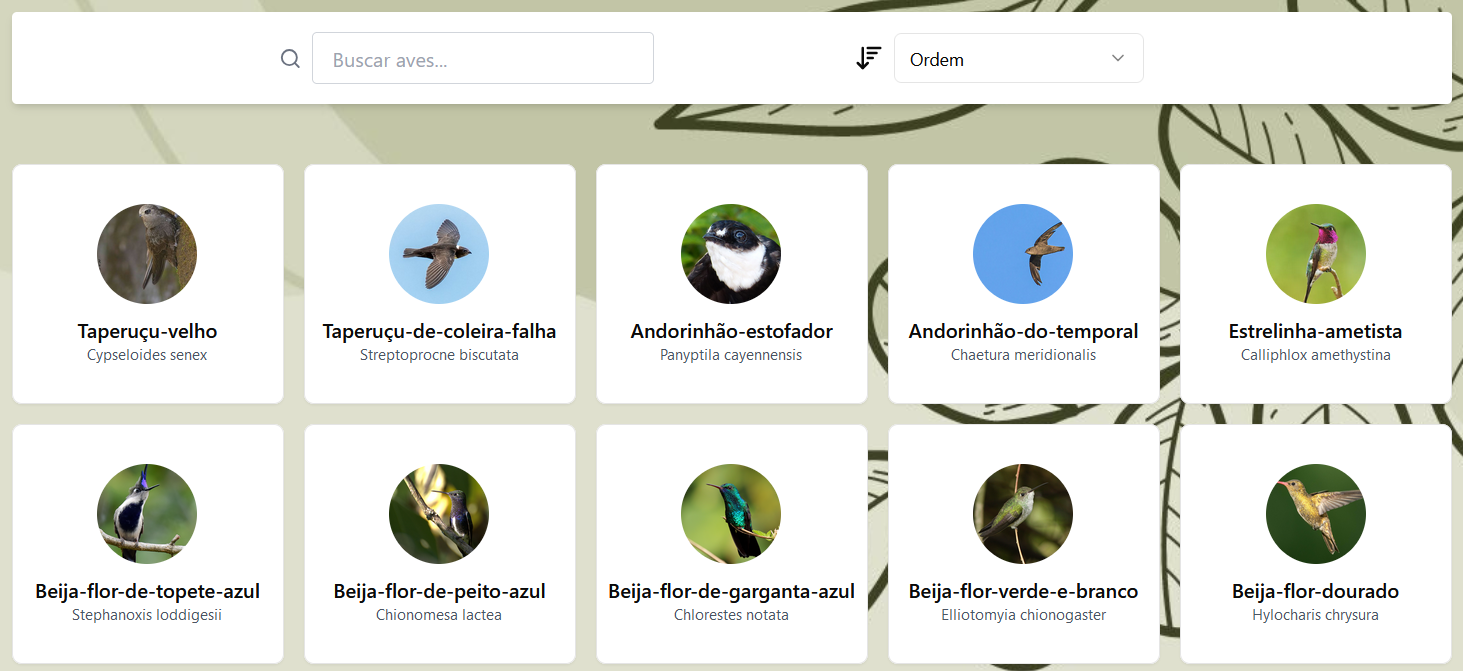 Buscar aves...
Ordem
Taperuçu-velho
Cypseloides senex
Taperuçu-de-coleira-falha
Streptoprocne biscutata
Andorinhão-estofador
Panyptila cayennensis
Andorinhão-do-temporal
Chaetura meridionalis
Estrelinha-ametista
Calliphlox amethystina
Beija-flor-de-topete-azul
Stephanoxis loddigesii
Beija-flor-de-peito-azul
Chionomesa lactea
Beija-flor-de-garganta-azul
Chlorestes notata
Beija-flor-verde-e-branco
Elliotomyia chionogaster
Beija-flor-dourado
Hylocharis chrysura